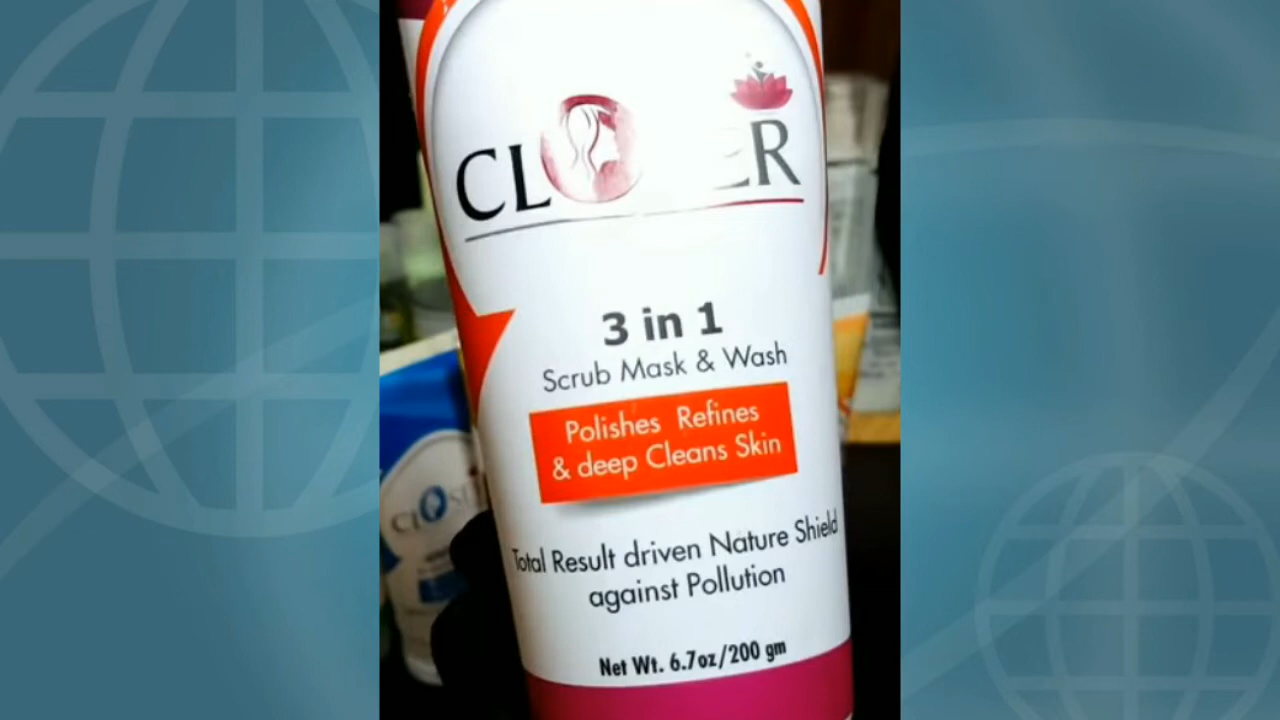 CLOSER
3 in 1
Scrub Mask & Wash
Polishes Refines
& deep Cleans Skin
Total Result driven Nature Shield
against Pollution
Net Wt. 6.7oz/200 gm